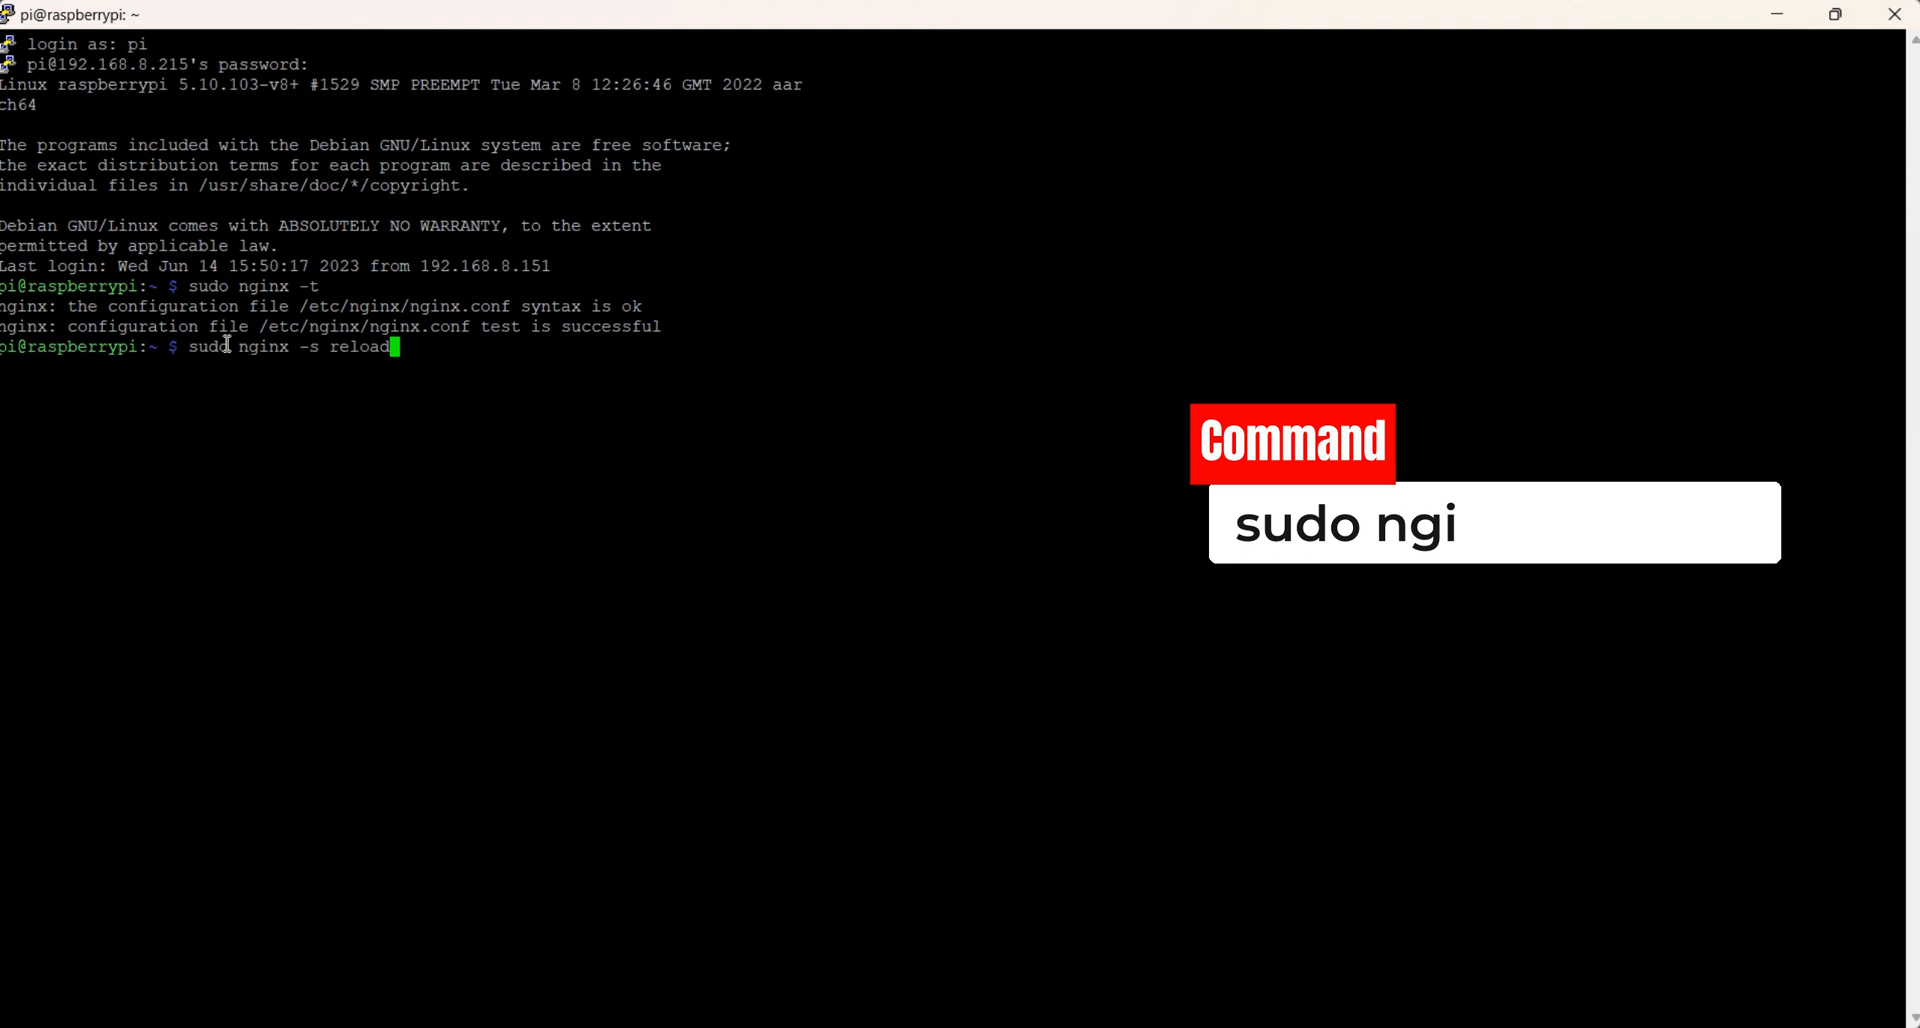 pi@raspberrypi: ~
login as: pi
pi@192.168.8.215's password:
Linux raspberrypi 5.10.103-v8+ #1529 SMP PREEMPT Tue Mar 8 12:26:46 GMT 2022 aar
ch64
The programs included with the Debian GNU/Linux system are free software;
the exact distribution terms for each program are described in the
individual files in /usr/share/doc/*/copyright.
Debian GNU/Linux comes with ABSOLUTELY NO WARRANTY, to the extent
permitted by applicable law.
Last login: Wed Jun 14 15:50:17 2023 from 192.168.8.151
pi@raspberrypi:~ $ sudo nginx -t
nginx: the configuration file /etc/nginx/nginx.conf syntax is ok
nginx: configuration file /etc/nginx/nginx.conf test is successful
pi@raspberrypi:~ $ sudo nginx -s reload
Command
sudo ngi